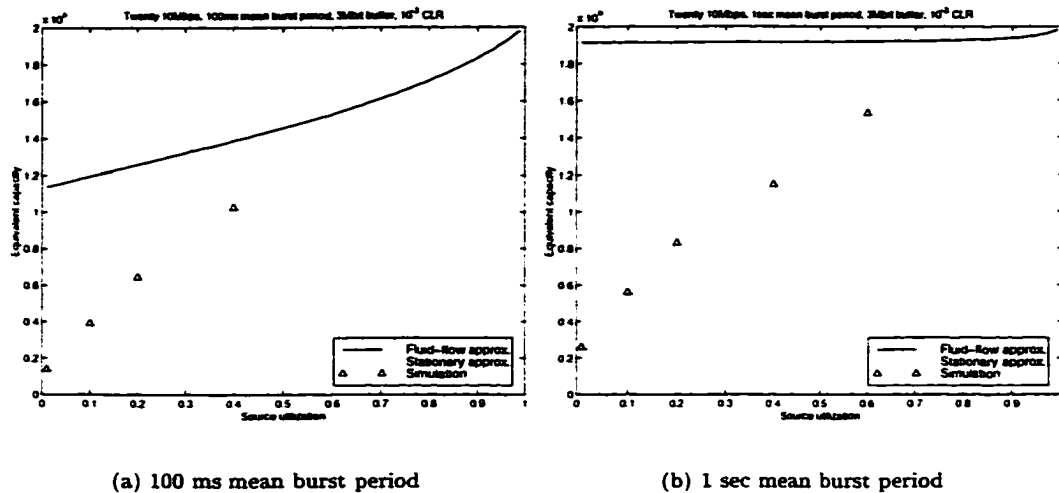 Twenty 10Mbps, 100ms mean burst period, 3Mbit buffer, 10⁻³ CLR
x 10⁸
2
1.8
1.6
1.4
1.2
1
0.8
0.6
0.4
0.2
0
Equivalent capacity
0 0.1 0.2 0.3 0.4 0.5 0.6 0.7 0.8 0.9 1
Source utilization
Fluid-flow approx.
Stationary approx.
Simulation
(a) 100 ms mean burst period
Twenty 10Mbps, 1sec mean burst period, 3Mbit buffer, 10⁻³ CLR
x 10⁸
2
1.8
1.6
1.4
1.2
1
0.8
0.6
0.4
0.2
0
Equivalent capacity
0 0.1 0.2 0.3 0.4 0.5 0.6 0.7 0.8 0.9
Source utilization
Fluid-flow approx.
Stationary approx.
Simulation
(b) 1 sec mean burst period